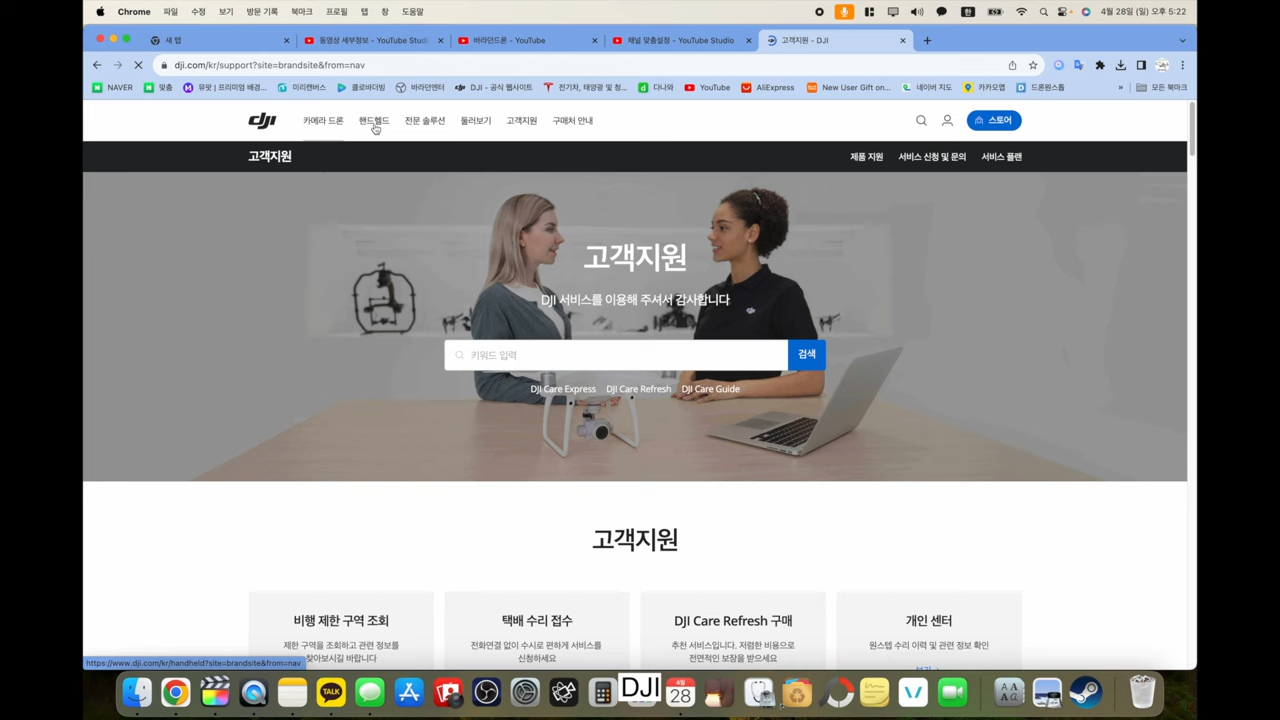 Chrome 파일 수정 보기 방문 기록 북마크 프로필 탭 창 도움말 한 4월 28일 (일) 오후 5:22
새 탭 동영상 세부정보 - YouTube Studi 바라던드론 - YouTube 채널 맞춤설정 - YouTube Studio 고객지원 - DJI
dji.com/kr/support?site=brandsite&from=nav
NAVER 맞춤 뮤팟 | 프리미엄 배경... 미리캔버스 클로바더빙 바라던엔터 DJI - 공식 웹사이트 전기차, 태양광 및 청... 다나와 YouTube AliExpress New User Gift on... 네이버 지도 카카오맵 드론원스톱 » 모든 북마크
dji 카메라 드론 핸드헬드 전문 솔루션 둘러보기 고객지원 구매처 안내 스토어
고객지원 제품 지원 서비스 신청 및 문의 서비스 플랜
고객지원
DJI 서비스를 이용해 주셔서 감사합니다
키워드 입력 검색
DJI Care Express DJI Care Refresh DJI Care Guide
고객지원
비행 제한 구역 조회 택배 수리 접수 DJI Care Refresh 구매 개인 센터
제한 구역을 조회하고 관련 정보를 전화연결 없이 수시로 편하게 서비스를 추천 서비스입니다. 저렴한 비용으로 원스텝 수리 이력 및 관련 정보 확인
찾아보시길 바랍니다 신청하세요 전면적인 보장을 받으세요
https://www.dji.com/kr/handheld?site=brandsite&from=nav
TALK DJI 4월 28